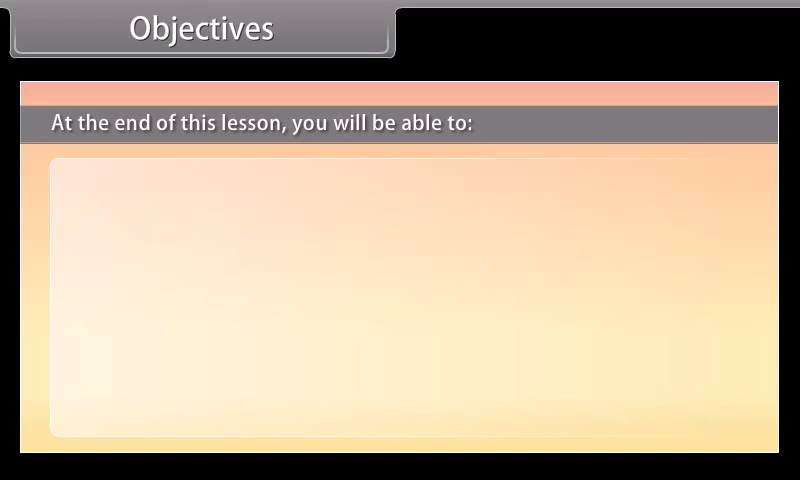 Objectives
At the end of this lesson, you will be able to: